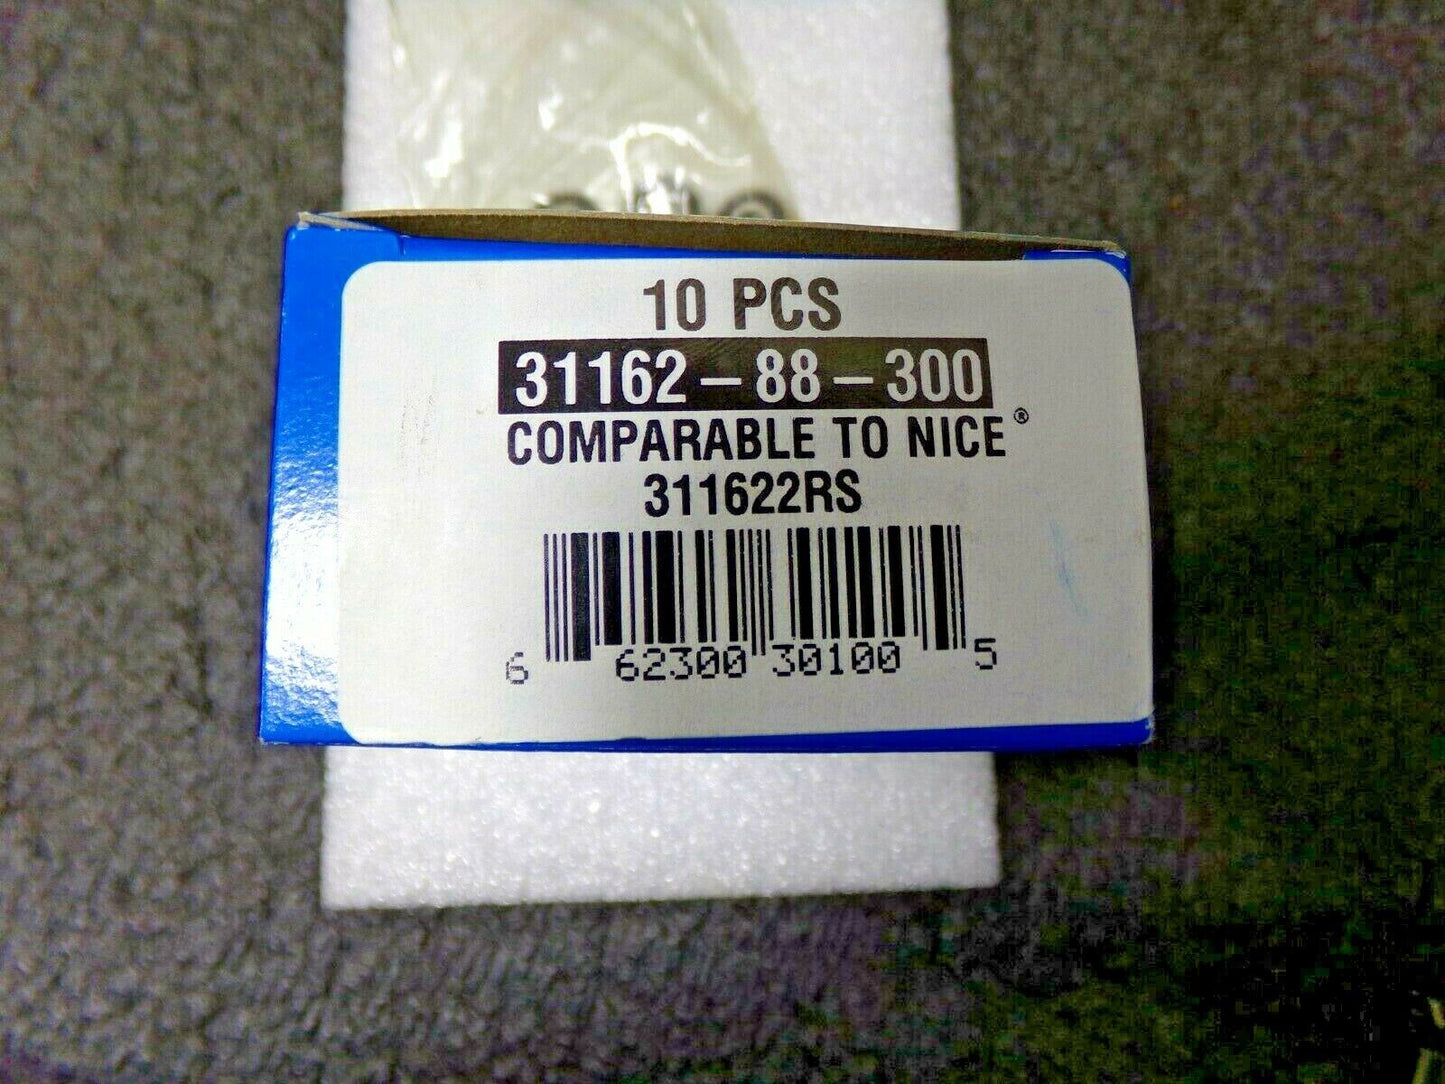 10 PCS
31162-88-300
COMPARABLE TO NICE®
311622RS
6 62300 30100 5